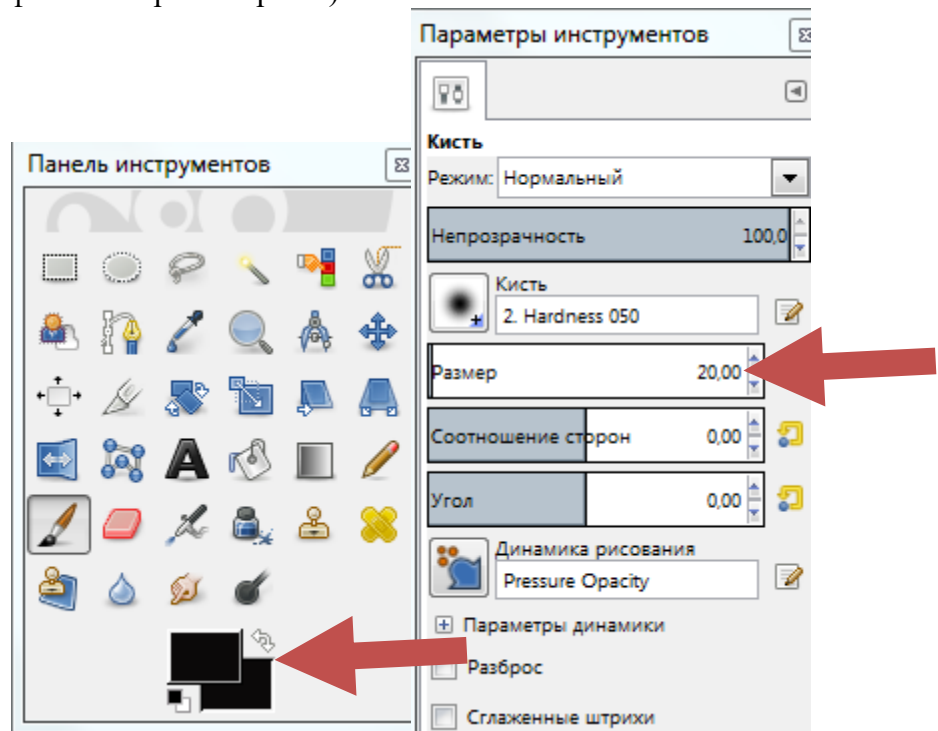 Параметры инструментов
Кисть
Режим: Нормальный
Непрозрачность 100,0
Кисть
2. Hardness 050
Размер 20,00
Соотношение сторон 0,00
Угол 0,00
Динамика рисования
Pressure Opacity
Параметры динамики
Разброс
Сглаженные штрихи
Панель инструментов